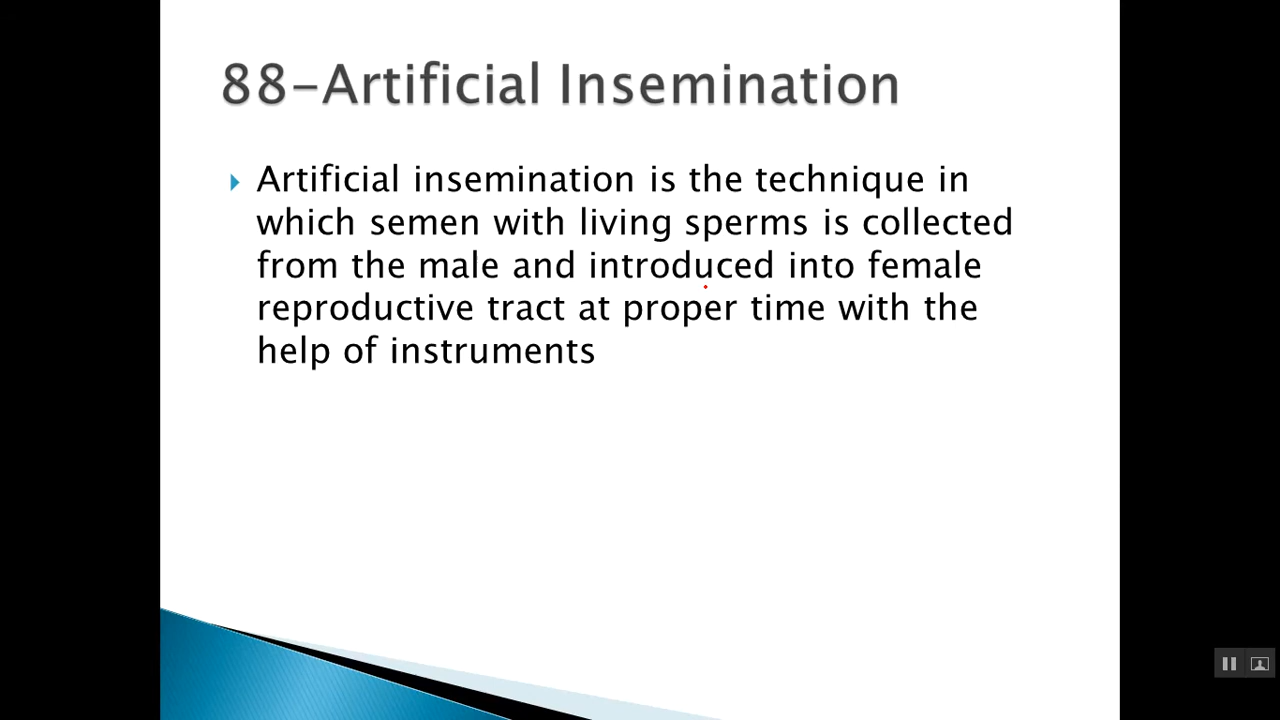 88-Artificial Insemination
Artificial insemination is the technique in
which semen with living sperms is collected
from the male and introduced into female
reproductive tract at proper time with the
help of instruments